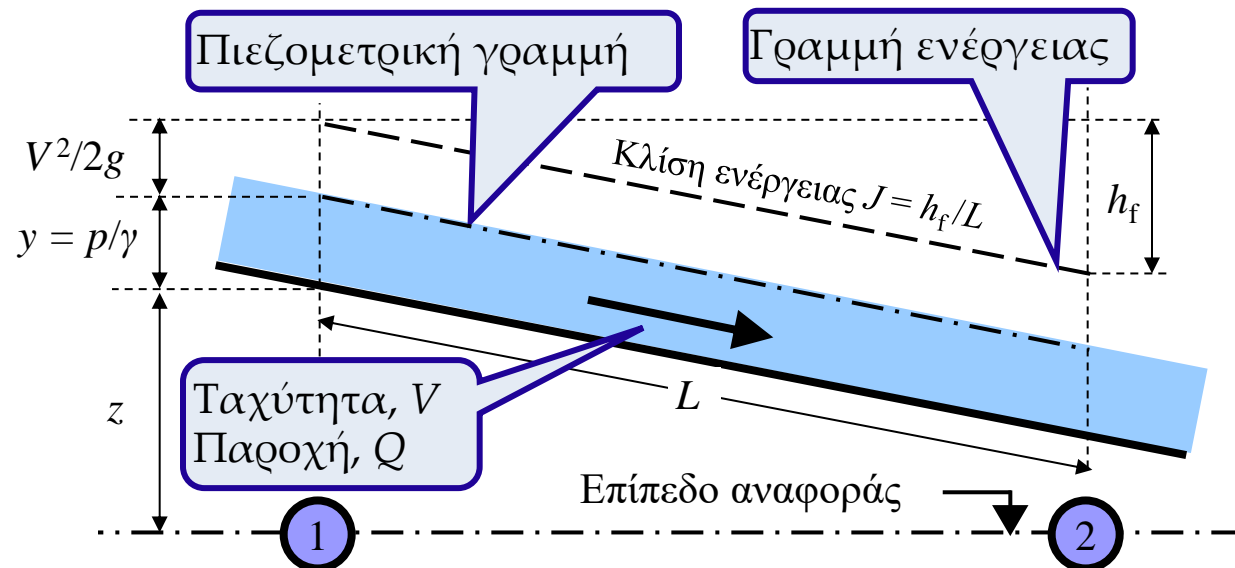 Πιεζομετρική γραμμή
Γραμμή ενέργειας
V²/2g
Κλίση ενέργειας J = h_f/L
h_f
y = p/γ
z
Ταχύτητα, V
Παροχή, Q
L
Επίπεδο αναφοράς
1
2